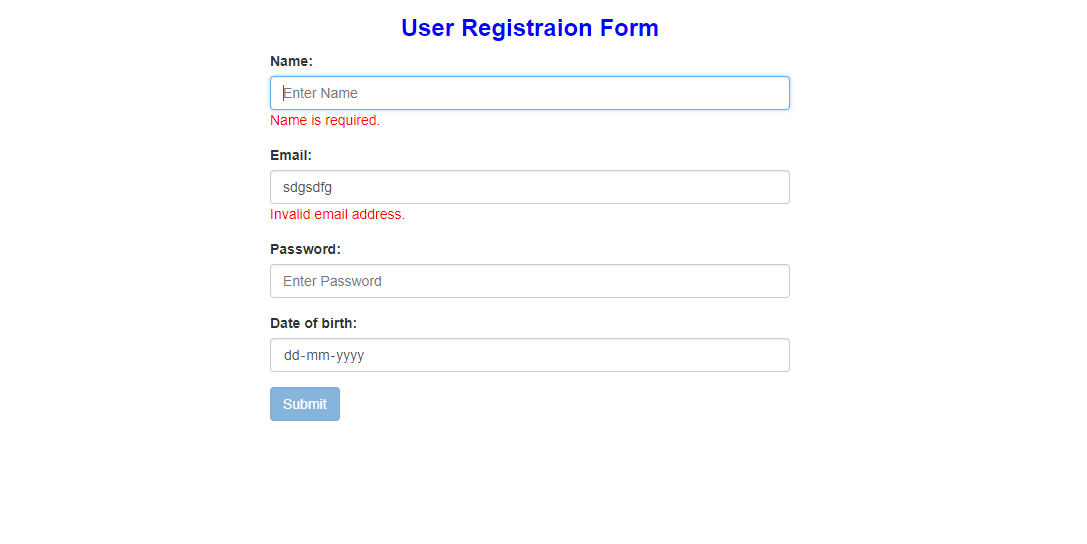 User Registraion Form
Name:
Enter Name
Name is required.
Email:
sdgsdfg
Invalid email address.
Password:
Enter Password
Date of birth:
dd-mm-yyyy
Submit